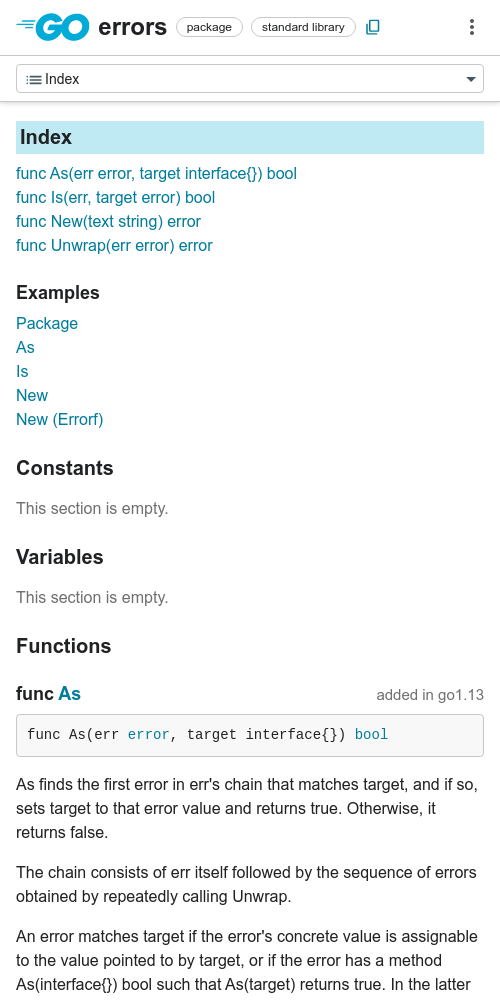 GO errors package standard library
Index
Index
func As(err error, target interface{}) bool
func Is(err, target error) bool
func New(text string) error
func Unwrap(err error) error
Examples
Package
As
Is
New
New (Errorf)
Constants
This section is empty.
Variables
This section is empty.
Functions
func As added in go1.13
func As(err error, target interface{}) bool
As finds the first error in err's chain that matches target, and if so,
sets target to that error value and returns true. Otherwise, it
returns false.
The chain consists of err itself followed by the sequence of errors
obtained by repeatedly calling Unwrap.
An error matches target if the error's concrete value is assignable
to the value pointed to by target, or if the error has a method
As(interface{}) bool such that As(target) returns true. In the latter